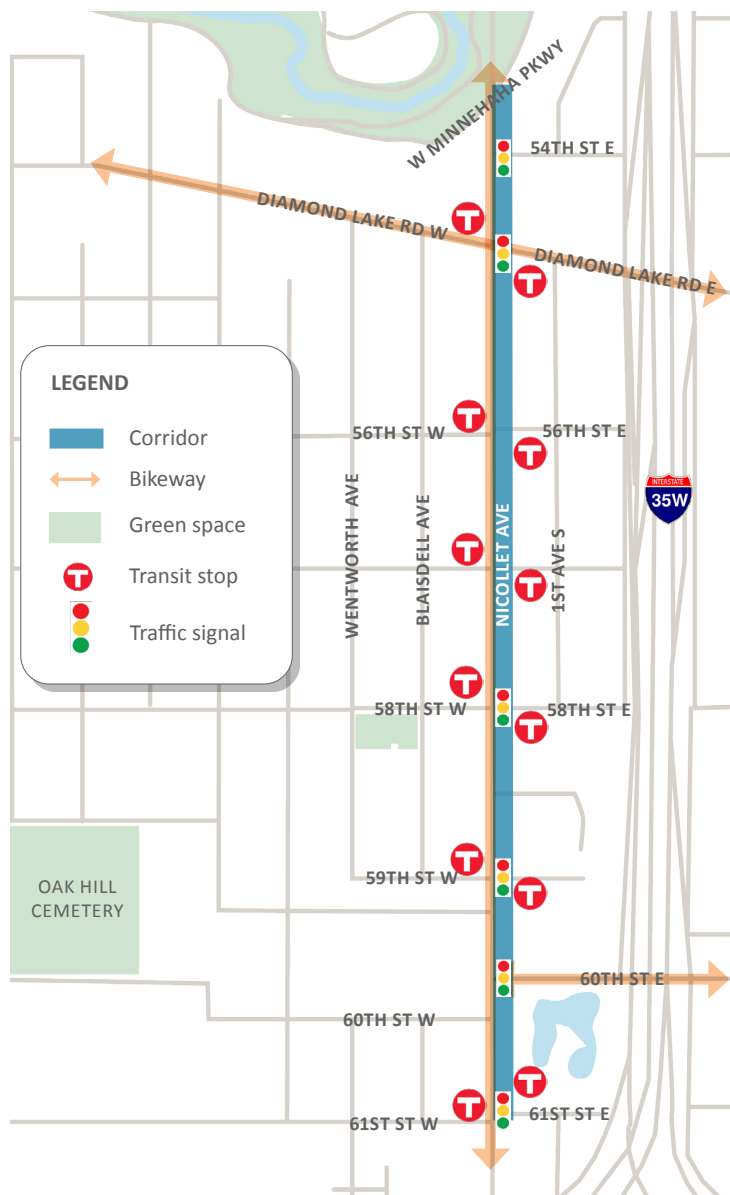 W MINNEHAHA PKWY
54TH ST E
DIAMOND LAKE RD W
DIAMOND LAKE RD E
LEGEND
Corridor
Bikeway
Green space
T Transit stop
Traffic signal
T
T
T
56TH ST W
56TH ST E
T
INTERSTATE
35W
WENTWORTH AVE
BLAISDELL AVE
NICOLLET AVE
1ST AVE S
T
T
T
58TH ST W
58TH ST E
T
T
59TH ST W
T
OAK HILL
CEMETERY
60TH ST E
60TH ST W
T
T
61ST ST W
61ST ST E